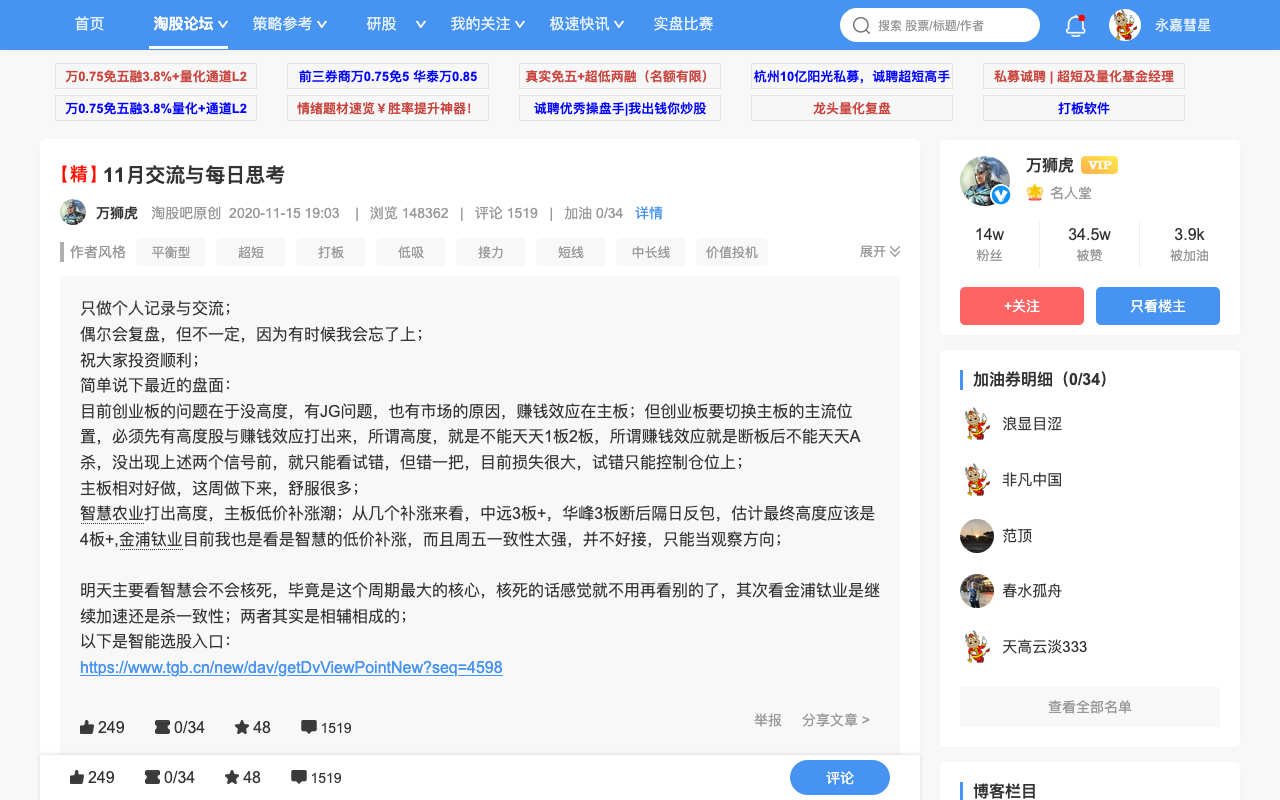 首页 淘股论坛 策略参考 研股 我的关注 极速快讯 实盘比赛 搜索 股票/标题/作者 永嘉彗星
万0.75免五融3.8%+量化通道L2 前三券商万0.75免5 华泰万0.85 真实免五+超低两融（名额有限） 杭州10亿阳光私募，诚聘超短高手 私募诚聘 | 超短及量化基金经理
万0.75免五融3.8%量化+通道L2 情绪题材速览￥胜率提升神器！ 诚聘优秀操盘手|我出钱你炒股 龙头量化复盘 打板软件
【精】11月交流与每日思考
万狮虎 淘股吧原创 2020-11-15 19:03 | 浏览 148362 | 评论 1519 | 加油 0/34 详情
作者风格 平衡型 超短 打板 低吸 接力 短线 中长线 价值投机 展开
只做个人记录与交流；
偶尔会复盘，但不一定，因为有时候我会忘了上；
祝大家投资顺利；
简单说下最近的盘面：
目前创业板的问题在于没高度，有JG问题，也有市场的原因，赚钱效应在主板；但创业板要切换主板的主流位
置，必须先有高度股与赚钱效应打出来，所谓高度，就是不能天天1板2板，所谓赚钱效应就是断板后不能天天A
杀，没出现上述两个信号前，就只能看试错，但错一把，目前损失很大，试错只能控制仓位上；
主板相对好做，这周做下来，舒服很多；
智慧农业打出高度，主板低价补涨潮；从几个补涨来看，中远3板+，华峰3板断后隔日反包，估计最终高度应该是
4板+,金浦钛业目前我也是看是智慧的低价补涨，而且周五一致性太强，并不好接，只能当观察方向；
明天主要看智慧会不会核死，毕竟是这个周期最大的核心，核死的话感觉就不用再看别的了，其次看金浦钛业是继
续加速还是杀一致性；两者其实是相辅相成的；
以下是智能选股入口：
https://www.tgb.cn/new/dav/getDvViewPointNew?seq=4598
249 0/34 48 1519 举报 分享文章 >
249 0/34 48 1519 评论
万狮虎 VIP
名人堂
14w 34.5w 3.9k
粉丝 被赞 被加油
+关注 只看楼主
加油券明细（0/34）
浪显目涩
非凡中国
范顶
春水孤舟
天高云淡333
查看全部名单
博客栏目